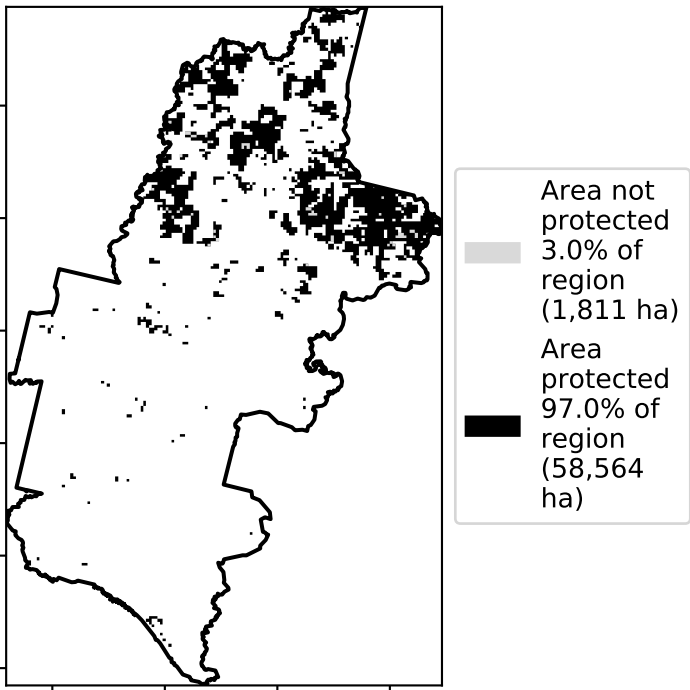 Area not
protected
3.0% of
region
(1,811 ha)
Area
protected
97.0% of
region
(58,564
ha)